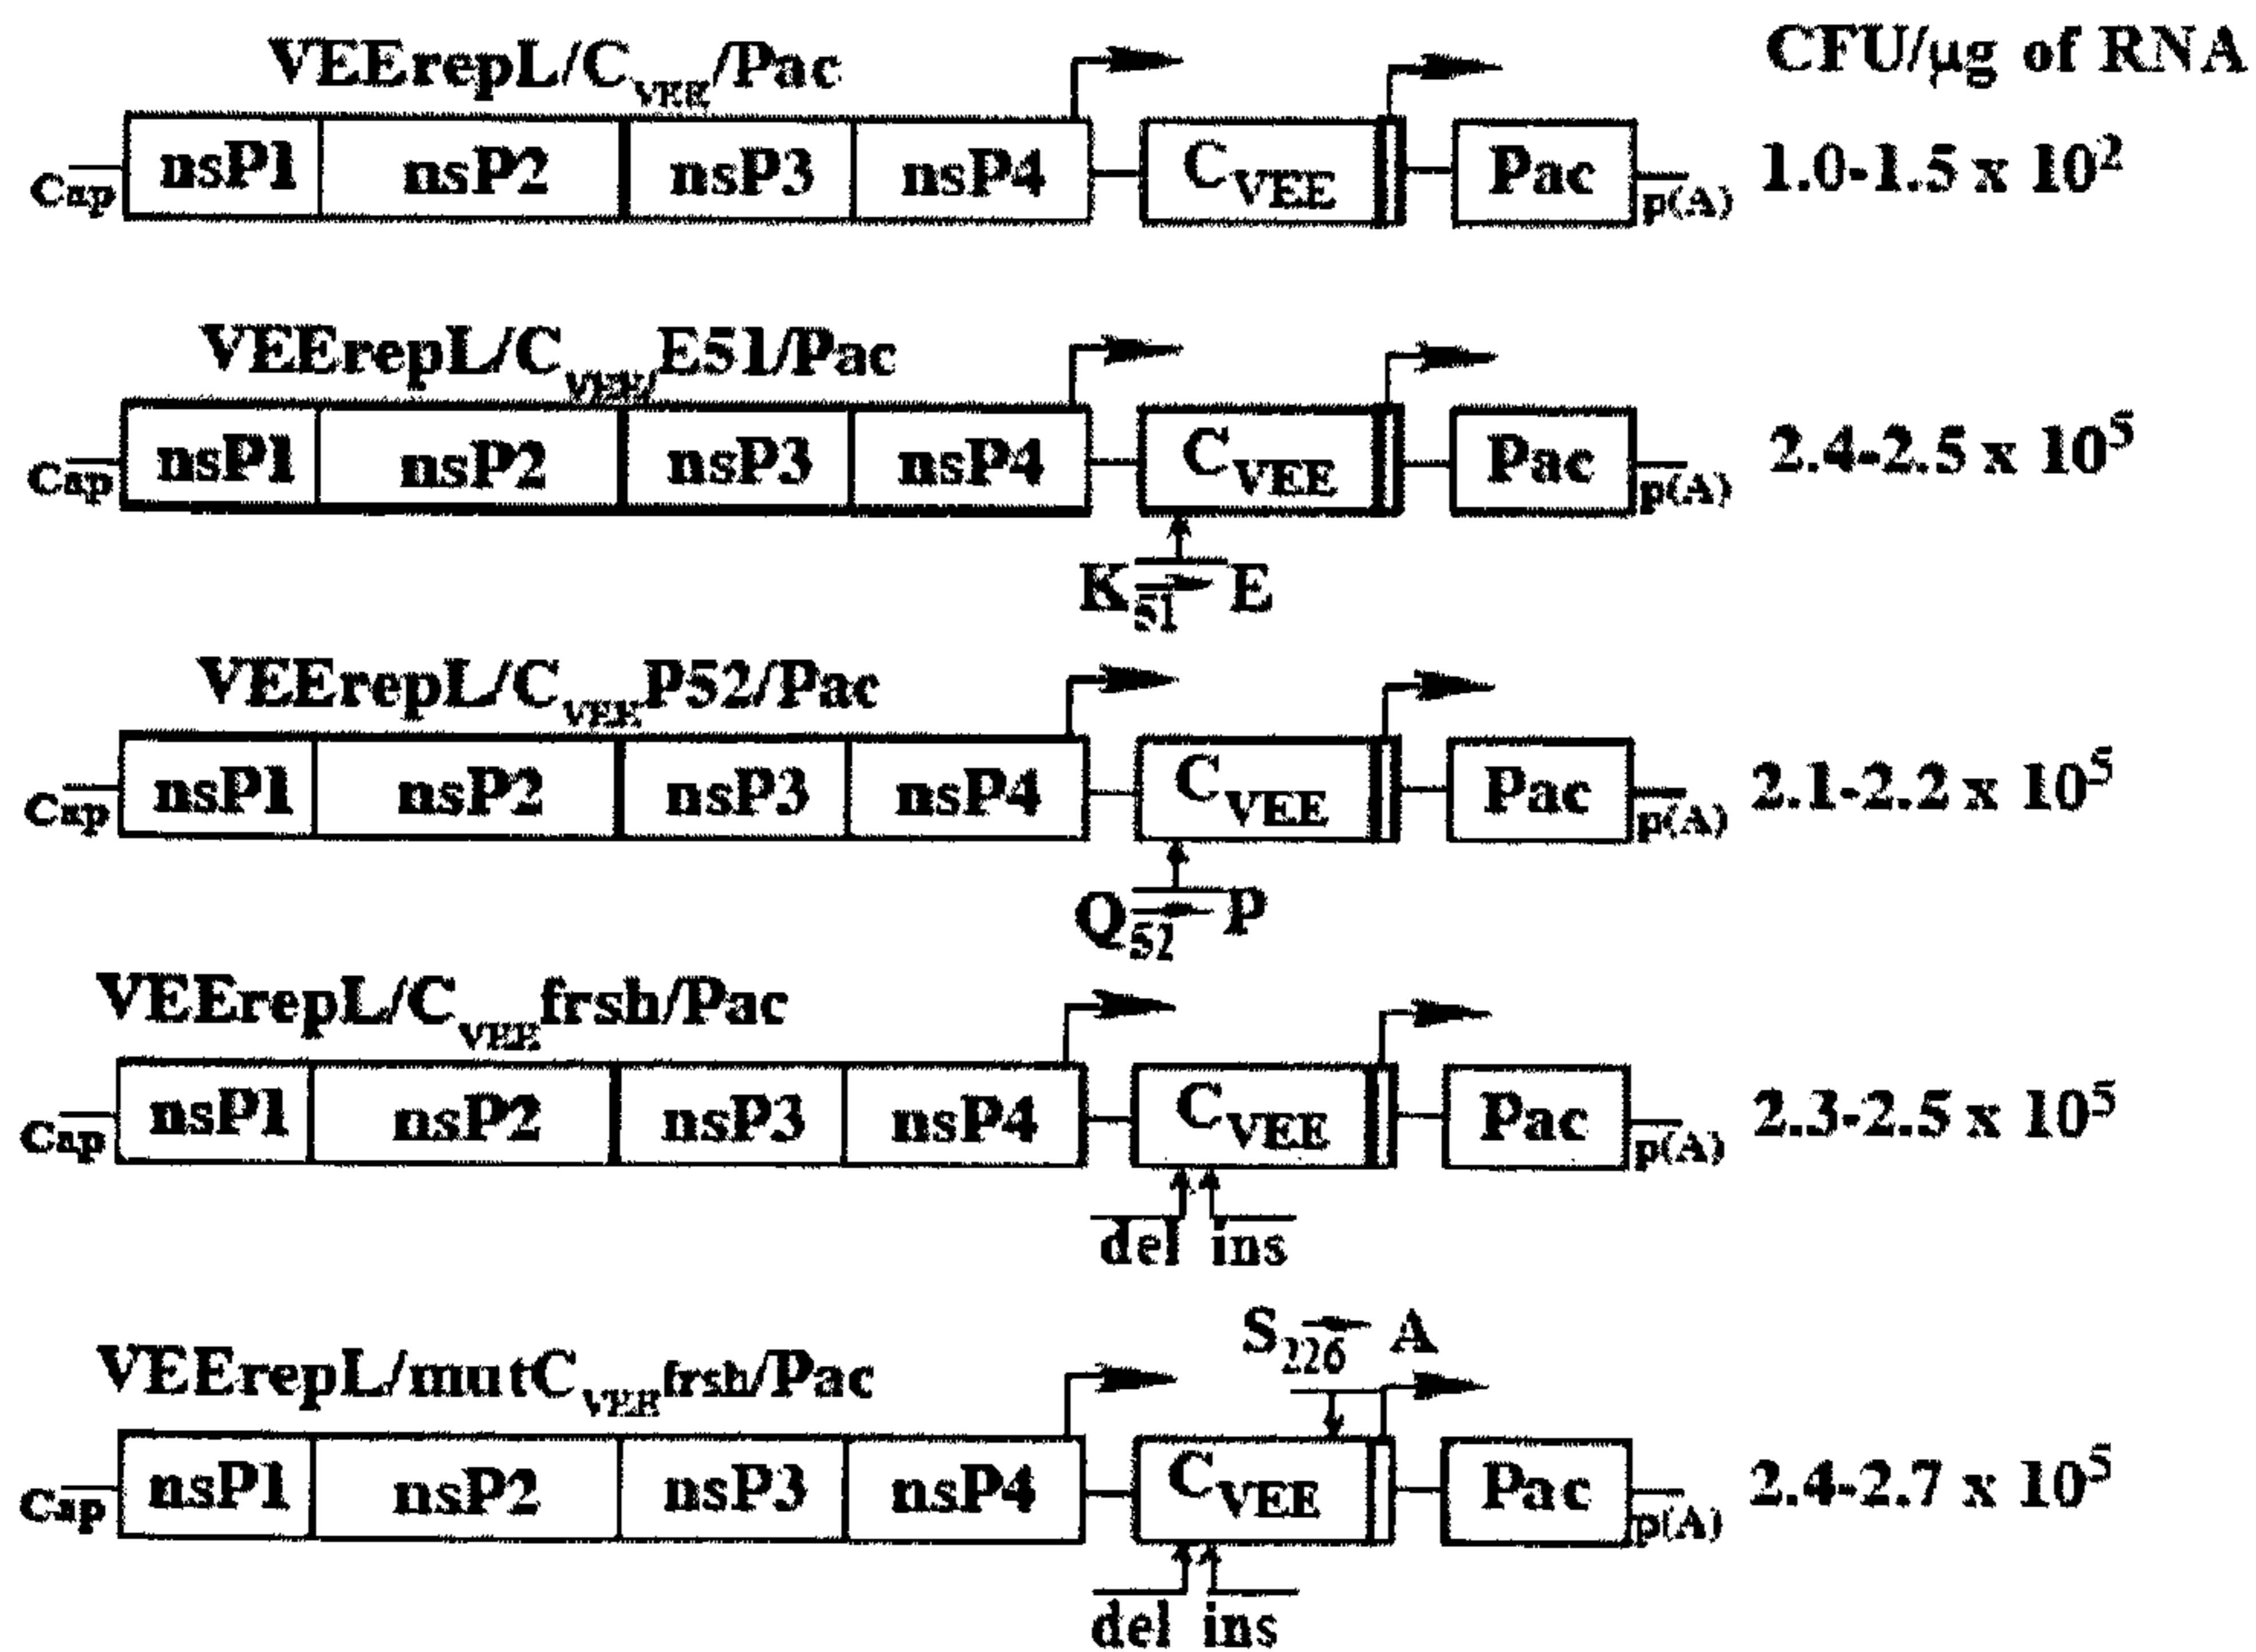 VEErepL/CVEE/Pac CFU/µg of RNA
Cap nsP1 nsP2 nsP3 nsP4 CVEE Pac p(A) 1.0-1.5 x 10²
VEErepL/CVEE/E51/Pac
Cap nsP1 nsP2 nsP3 nsP4 CVEE Pac p(A) 2.4-2.5 x 10⁵
K51→E
VEErepL/CVEEP52/Pac
Cap nsP1 nsP2 nsP3 nsP4 CVEE Pac p(A) 2.1-2.2 x 10⁵
Q52→P
VEErepL/CVEEfrsh/Pac
Cap nsP1 nsP2 nsP3 nsP4 CVEE Pac p(A) 2.3-2.5 x 10⁵
del ins
S226→A
VEErepL/mutCVEEfrsh/Pac
Cap nsP1 nsP2 nsP3 nsP4 CVEE Pac p(A) 2.4-2.7 x 10⁵
del ins